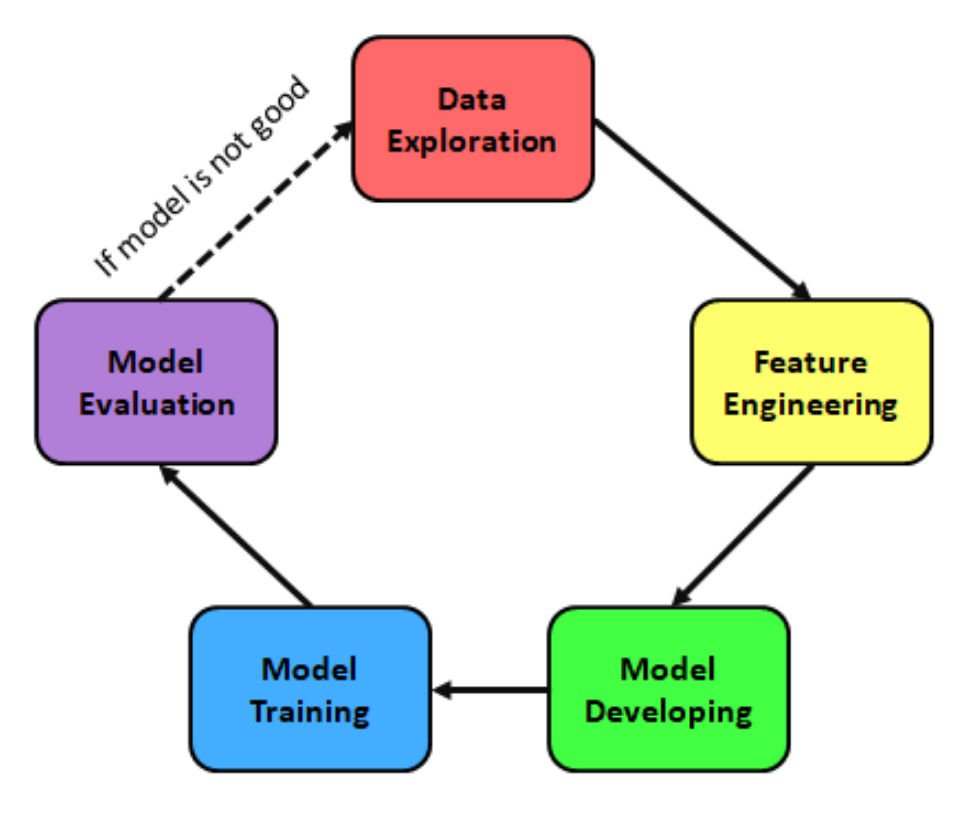 Data
Exploration
If model is not good
Model
Evaluation
Feature
Engineering
Model
Training
Model
Developing